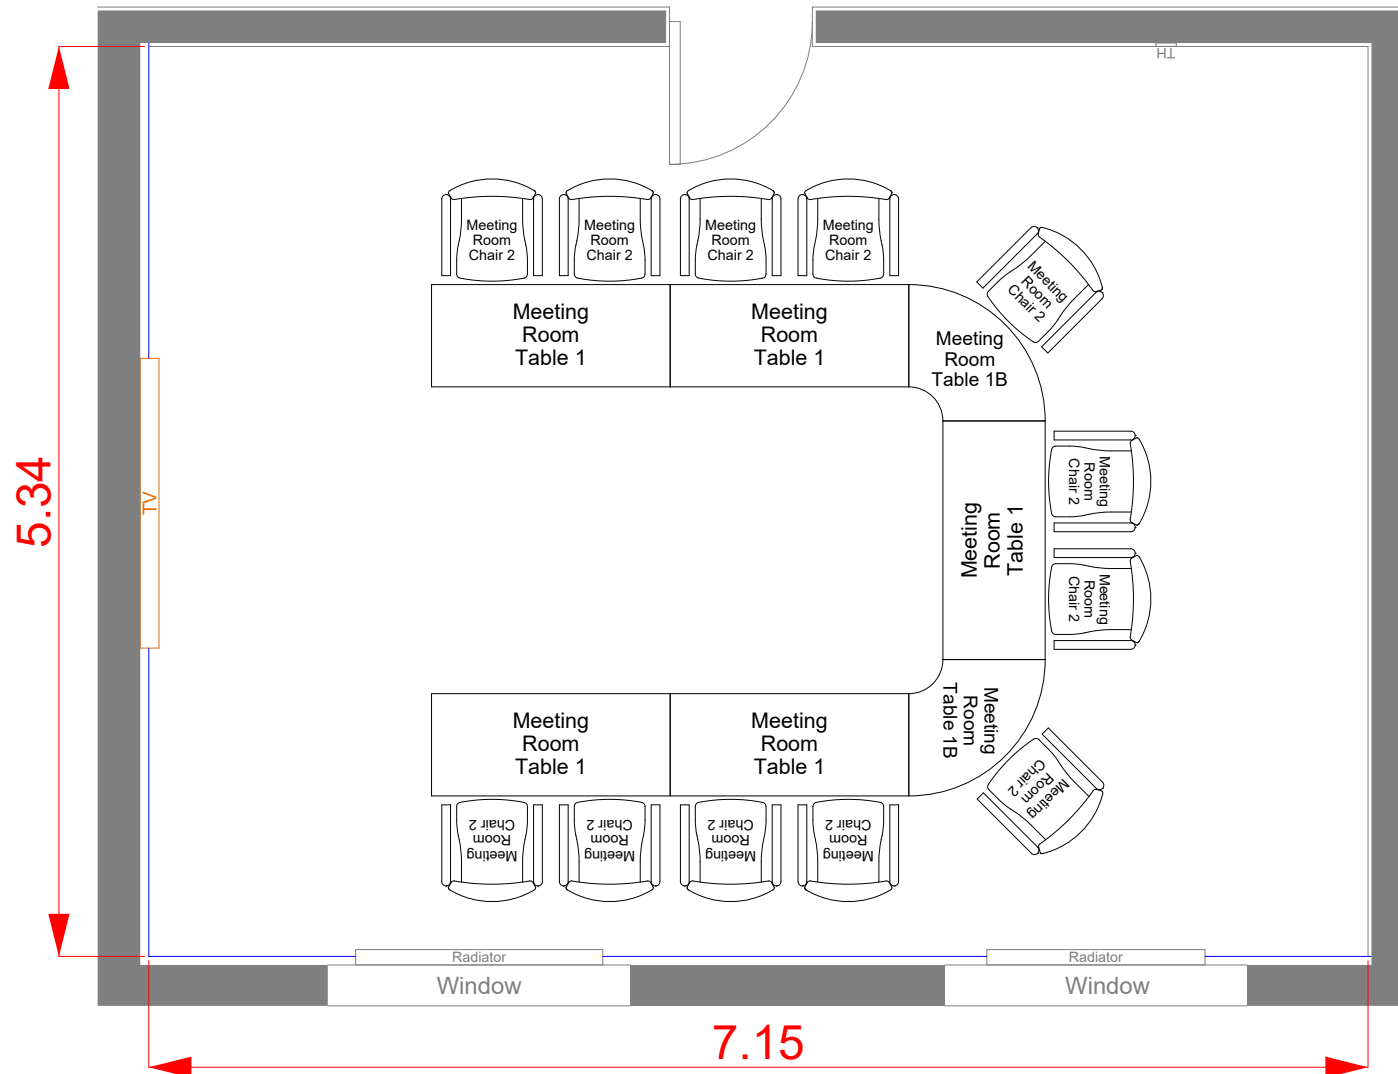 TH
Meeting
Room
Chair 2
Meeting
Room
Chair 2
Meeting
Room
Chair 2
Meeting
Room
Chair 2
Meeting
Room
Chair 2
Meeting
Room
Table 1
Meeting
Room
Table 1
Meeting
Room
Table 1B
5.34
TV
Meeting
Room
Table 1
Meeting
Room
Chair 2
Meeting
Room
Chair 2
Meeting
Room
Table 1
Meeting
Room
Table 1
Meeting
Room
Table 1B
Meeting
Room
Chair 2
Meeting
Room
Chair 2
Meeting
Room
Chair 2
Meeting
Room
Chair 2
Meeting
Room
Chair 2
Radiator
Window
Radiator
Window
7.15